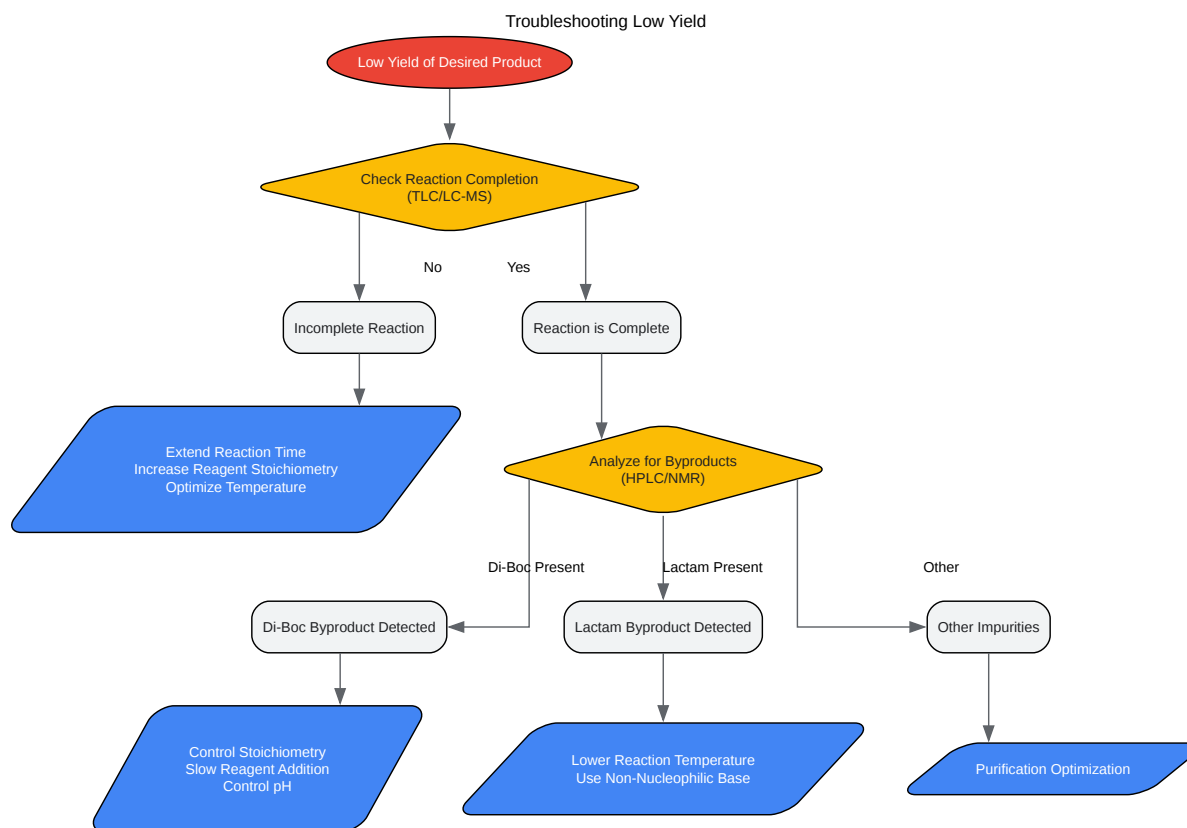 Troubleshooting Low Yield
Low Yield of Desired Product
Check Reaction Completion
(TLC/LC-MS)
No
Yes
Incomplete Reaction
Reaction is Complete
Extend Reaction Time
Increase Reagent Stoichiometry
Optimize Temperature
Analyze for Byproducts
(HPLC/NMR)
Di-Boc Present
Lactam Present
Other
Di-Boc Byproduct Detected
Lactam Byproduct Detected
Other Impurities
Control Stoichiometry
Slow Reagent Addition
Control pH
Lower Reaction Temperature
Use Non-Nucleophilic Base
Purification Optimization